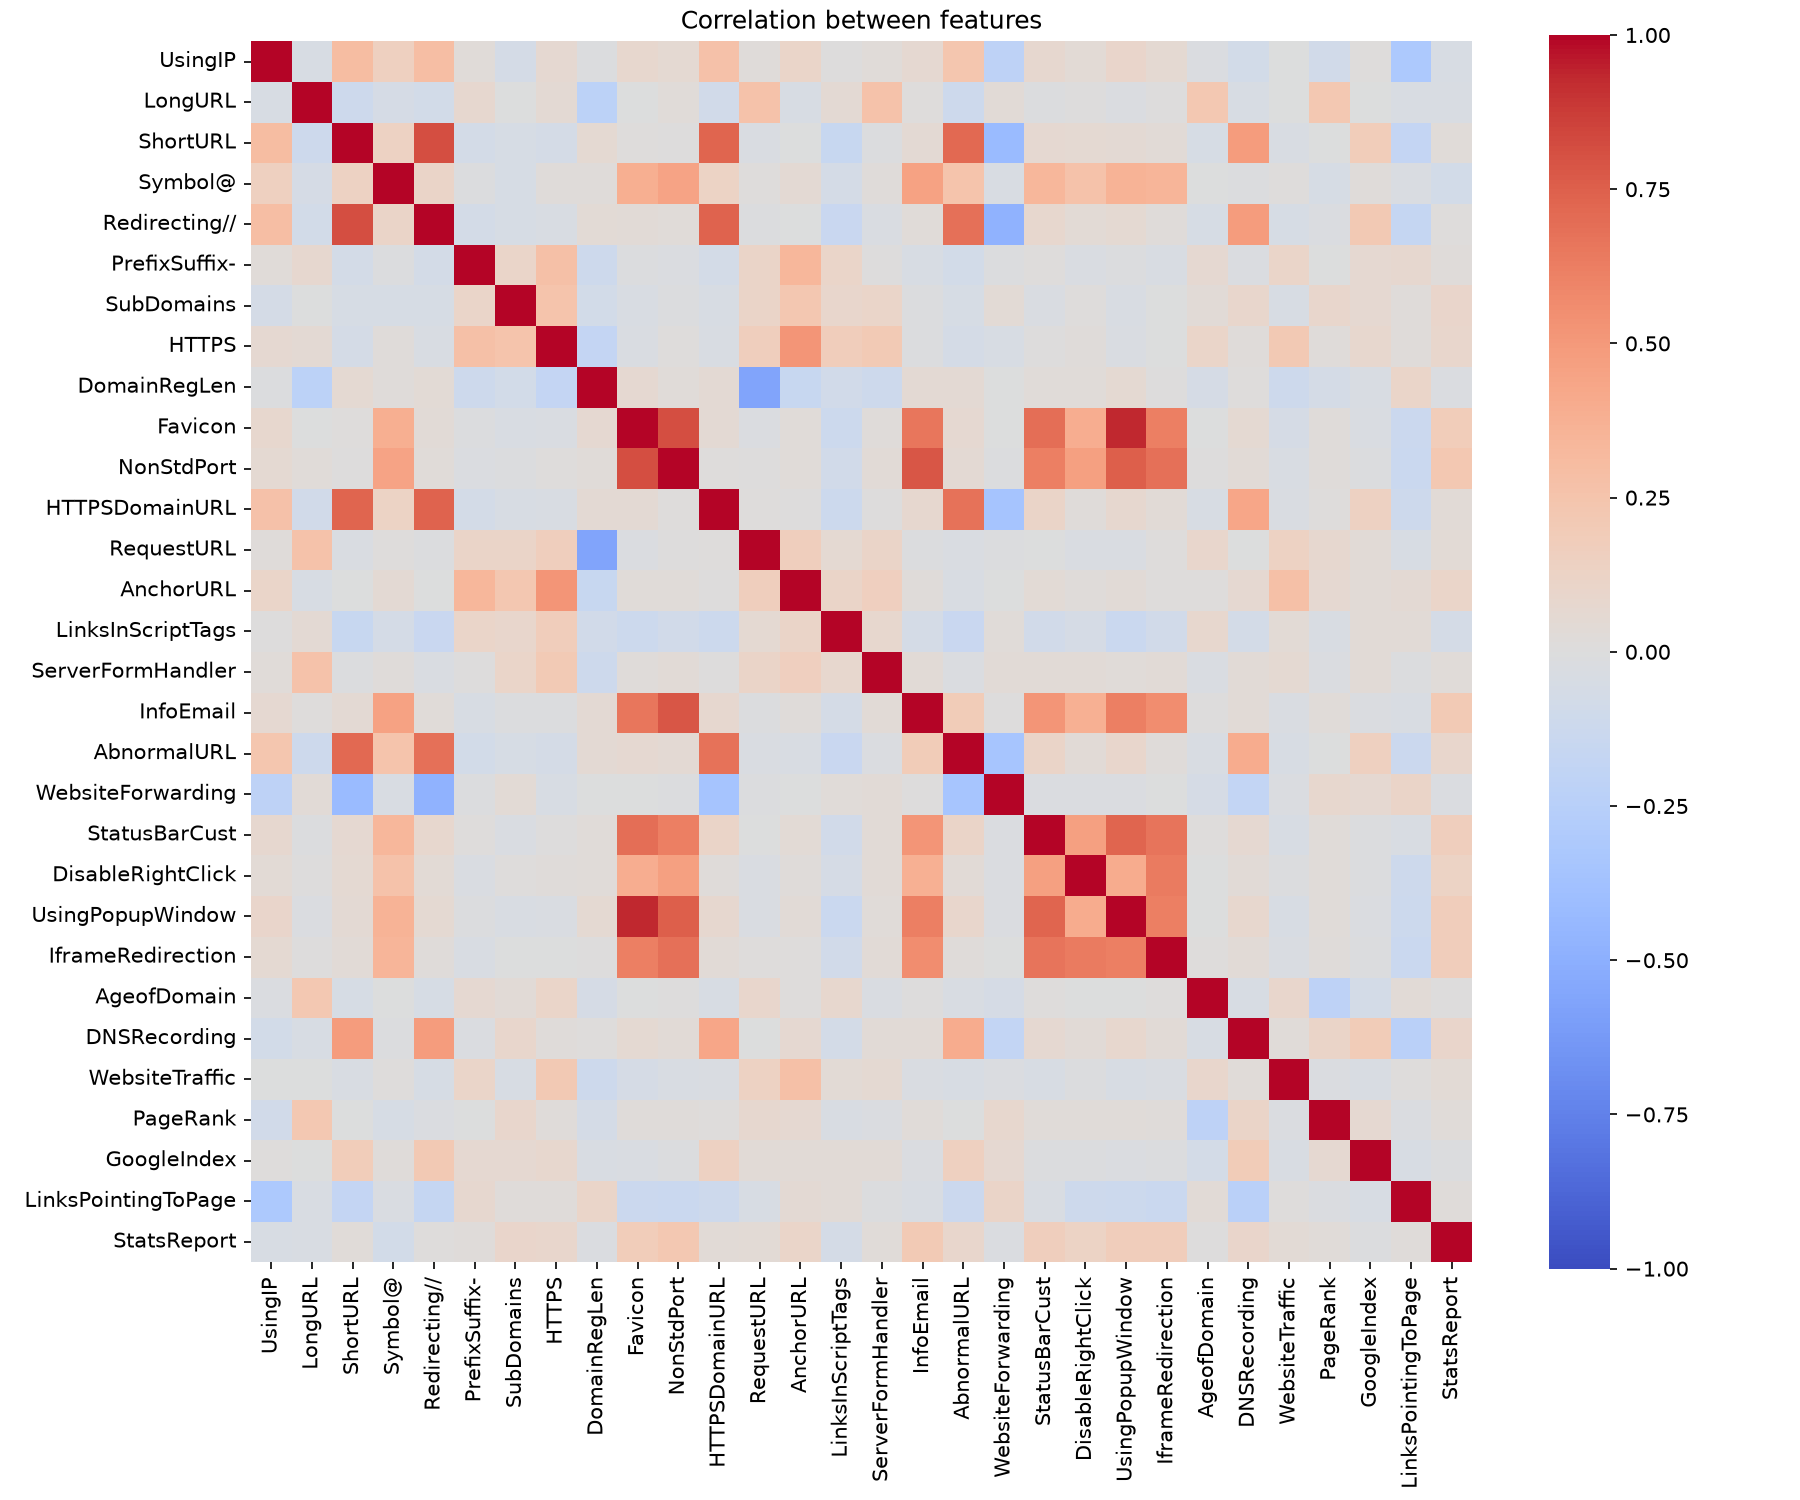 Correlation between features
UsingIP
LongURL
ShortURL
Symbol@
Redirecting//
PrefixSuffix-
SubDomains
HTTPS
DomainRegLen
Favicon
NonStdPort
HTTPSDomainURL
RequestURL
AnchorURL
LinksInScriptTags
ServerFormHandler
InfoEmail
AbnormalURL
WebsiteForwarding
StatusBarCust
DisableRightClick
UsingPopupWindow
IframeRedirection
AgeofDomain
DNSRecording
WebsiteTraffic
PageRank
GoogleIndex
LinksPointingToPage
StatsReport
UsingIP
LongURL
ShortURL
Symbol@
Redirecting//
PrefixSuffix-
SubDomains
HTTPS
DomainRegLen
Favicon
NonStdPort
HTTPSDomainURL
RequestURL
AnchorURL
LinksInScriptTags
ServerFormHandler
InfoEmail
AbnormalURL
WebsiteForwarding
StatusBarCust
DisableRightClick
UsingPopupWindow
IframeRedirection
AgeofDomain
DNSRecording
WebsiteTraffic
PageRank
GoogleIndex
LinksPointingToPage
StatsReport
1.00
0.75
0.50
0.25
0.00
−0.25
−0.50
−0.75
−1.00